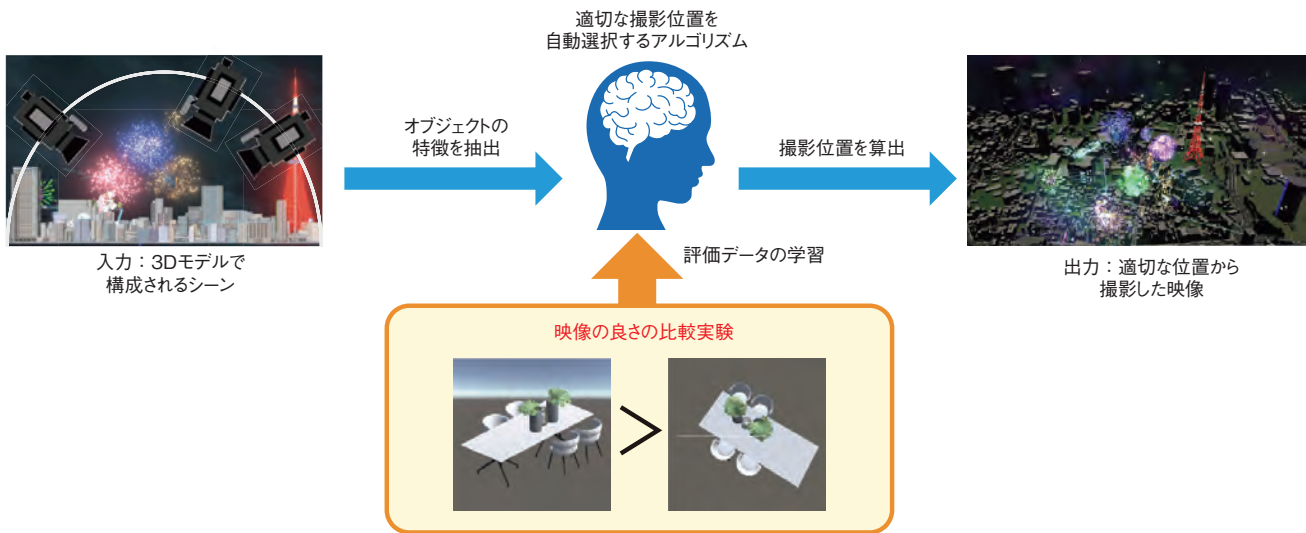 適切な撮影位置を
自動選択するアルゴリズム
オブジェクトの
特徴を抽出
撮影位置を算出
入力：3Dモデルで
構成されるシーン
評価データの学習
出力：適切な位置から
撮影した映像
映像の良さの比較実験
>